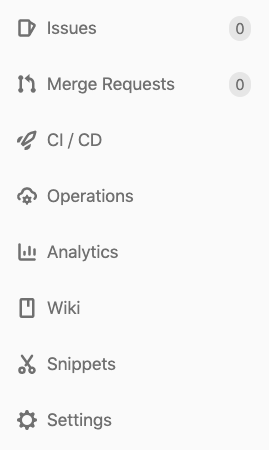 Issues 0
Merge Requests 0
CI / CD
Operations
Analytics
Wiki
Snippets
Settings